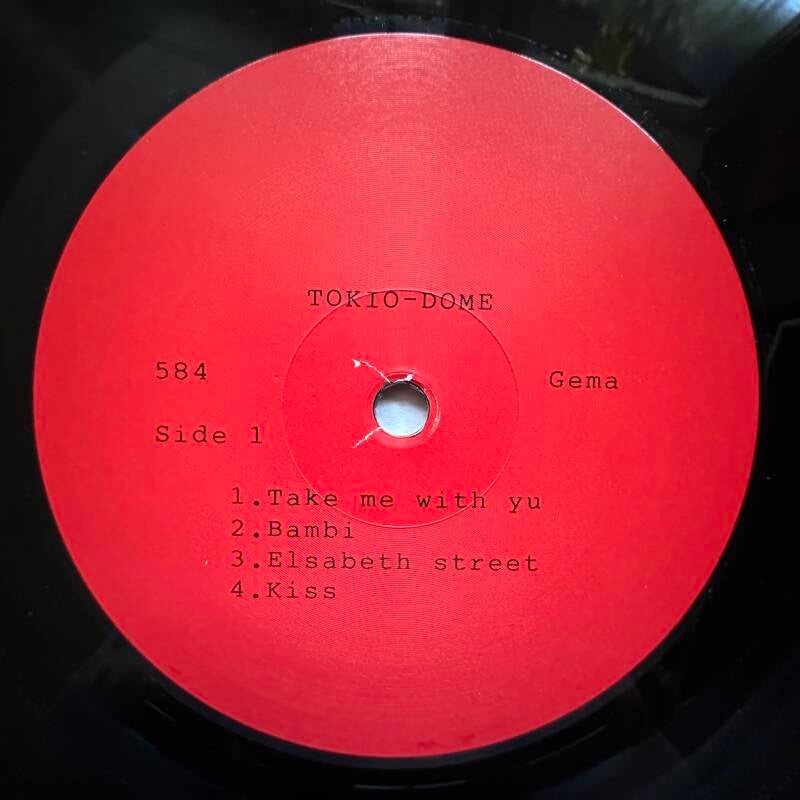 TOKIO-DOME
584
Gema
Side 1
1.Take me with yu
2.Bambi
3.Elsabeth street
4.Kiss